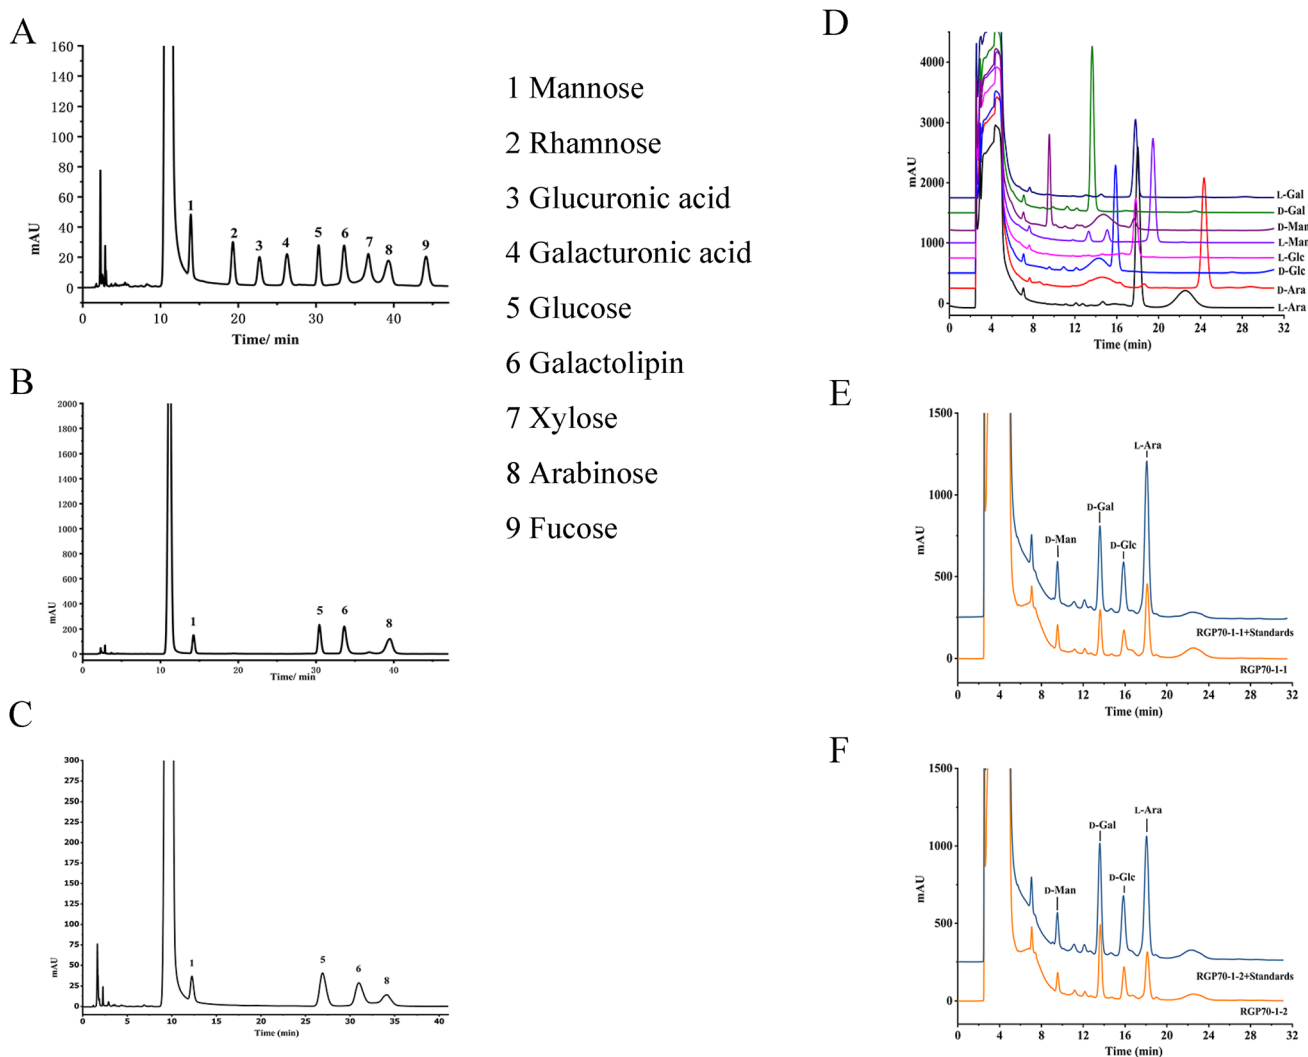 A
160
140
120
100
80
60
40
20
0
mAU
1
2
3
4
5
6
7
8
9
0 10 20 30 40
Time/ min
1 Mannose
2 Rhamnose
3 Glucuronic acid
4 Galacturonic acid
5 Glucose
6 Galactolipin
7 Xylose
8 Arabinose
9 Fucose
B
2000
1800
1600
1400
1200
1000
800
600
400
200
0
mAU
1
5
6
8
0 10 20 30 40
Time/ min
C
300
275
250
225
200
175
150
125
100
75
50
25
0
mAU
1
5
6
8
0 5 10 15 20 25 30 35 40
Time (min)
D
4000
3000
2000
1000
0
mAU
L-Gal
D-Gal
D-Man
L-Man
L-Glc
D-Glc
D-Ara
L-Ara
0 4 8 12 16 20 24 28 32
Time (min)
E
1500
1000
500
0
mAU
L-Ara
D-Gal
D-Man
D-Glc
RGP70-1-1+Standards
RGP70-1-1
0 4 8 12 16 20 24 28 32
Time (min)
F
1500
1000
500
0
mAU
L-Ara
D-Gal
D-Glc
D-Man
RGP70-1-2+Standards
RGP70-1-2
0 4 8 12 16 20 24 28 32
Time (min)